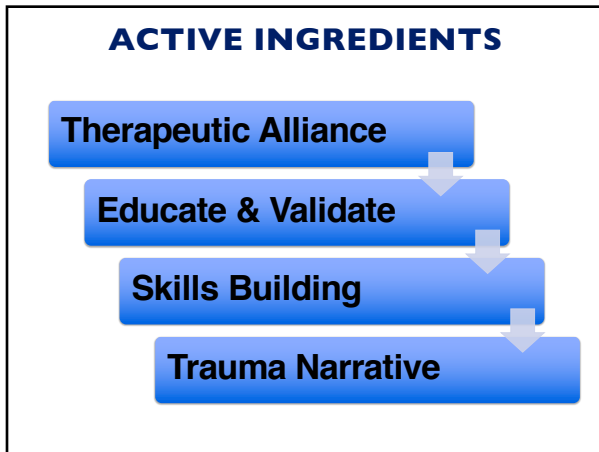 ACTIVE INGREDIENTS
Therapeutic Alliance
Educate & Validate
Skills Building
Trauma Narrative